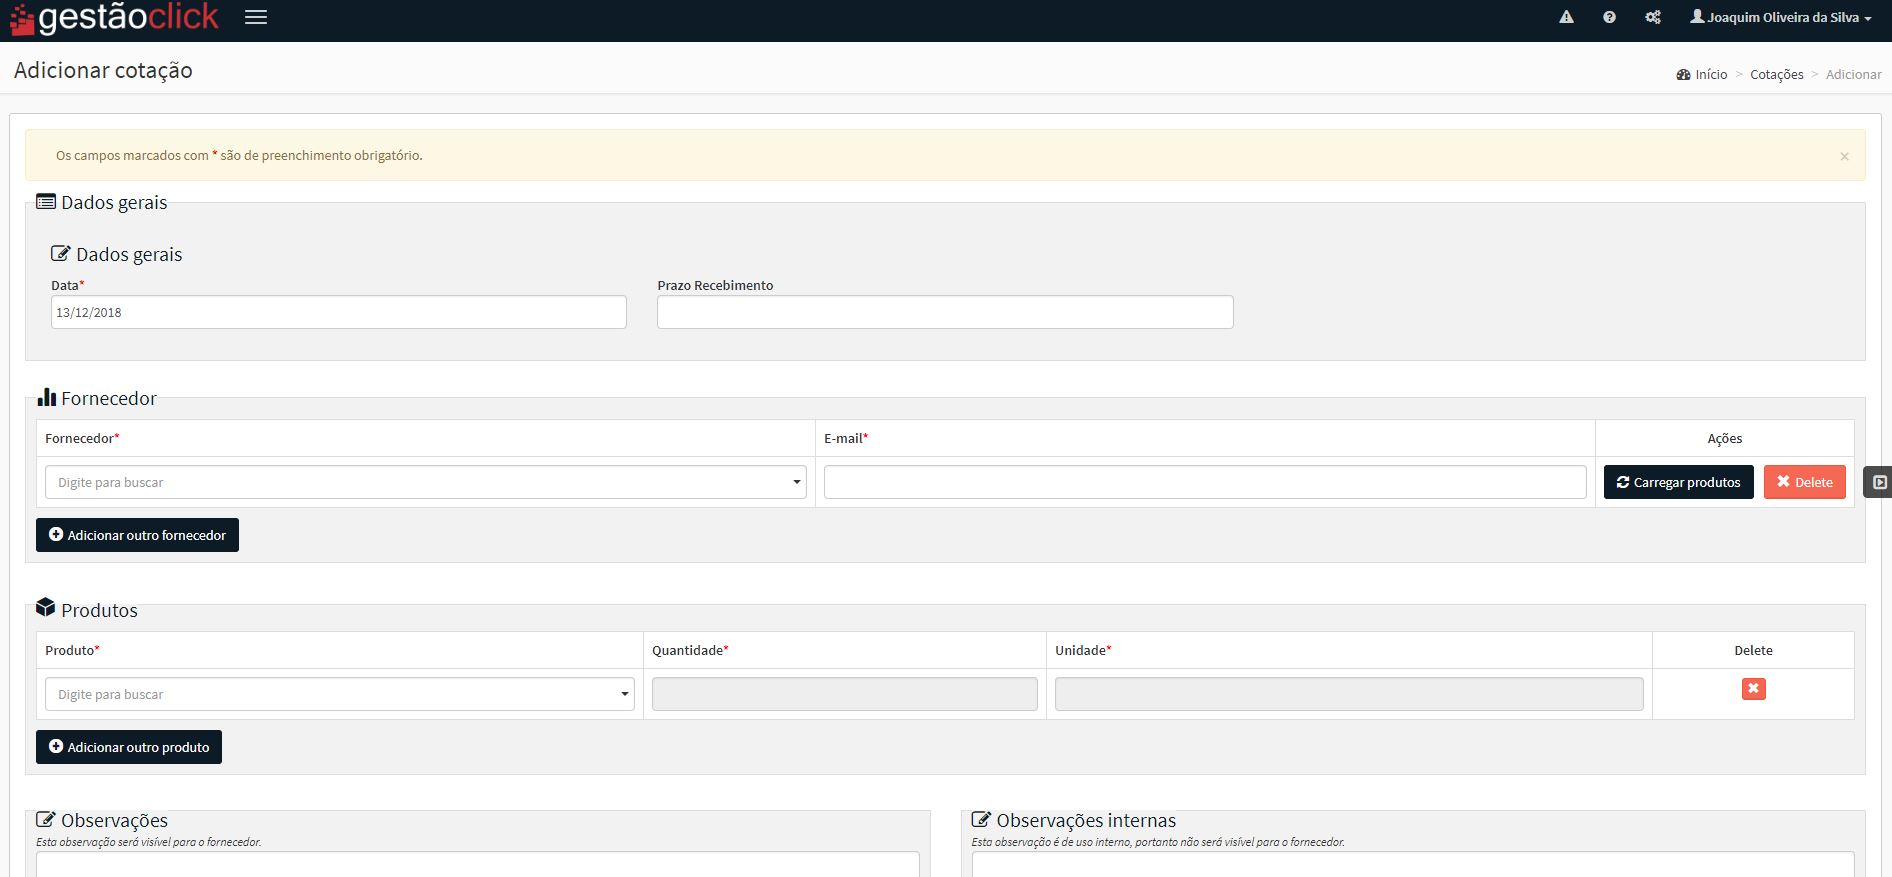 gestãoclick
Joaquim Oliveira da Silva
Adicionar cotação
Início > Cotações > Adicionar
Os campos marcados com * são de preenchimento obrigatório.
×
Dados gerais
Dados gerais
Data* Prazo Recebimento
13/12/2018
Fornecedor
Fornecedor* E-mail* Ações
Digite para buscar Carregar produtos Delete
Adicionar outro fornecedor
Produtos
Produto* Quantidade* Unidade* Delete
Digite para buscar
Adicionar outro produto
Observações
Esta observação será visível para o fornecedor.
Observações internas
Esta observação é de uso interno, portanto não será visível para o fornecedor.